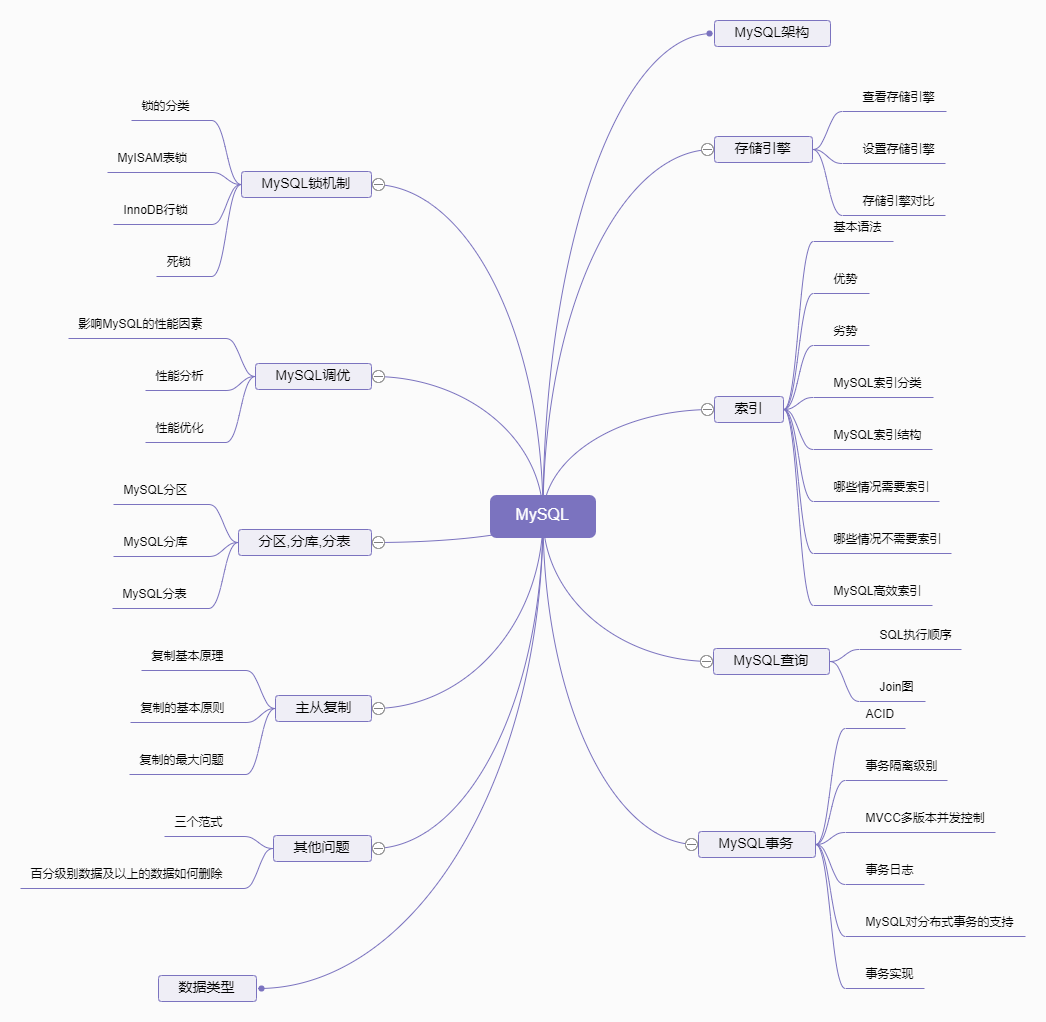 MySQL
MySQL架构
存储引擎
查看存储引擎
设置存储引擎
存储引擎对比
索引
基本语法
优势
劣势
MySQL索引分类
MySQL索引结构
哪些情况需要索引
哪些情况不需要索引
MySQL高效索引
MySQL查询
SQL执行顺序
Join图
MySQL事务
ACID
事务隔离级别
MVCC多版本并发控制
事务日志
MySQL对分布式事务的支持
事务实现
MySQL锁机制
锁的分类
MyISAM表锁
InnoDB行锁
死锁
MySQL调优
影响MySQL的性能因素
性能分析
性能优化
分区,分库,分表
MySQL分区
MySQL分库
MySQL分表
主从复制
复制基本原理
复制的基本原则
复制的最大问题
其他问题
三个范式
百分级别数据及以上的数据如何删除
数据类型